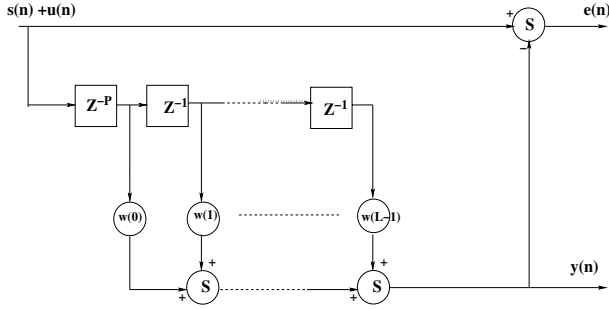 s(n) +u(n)
e(n)
+
S
−
Z−P
Z−1
Z−1
w(0)
w(1)
w(L−1)
+
+
+
S
+
S
y(n)